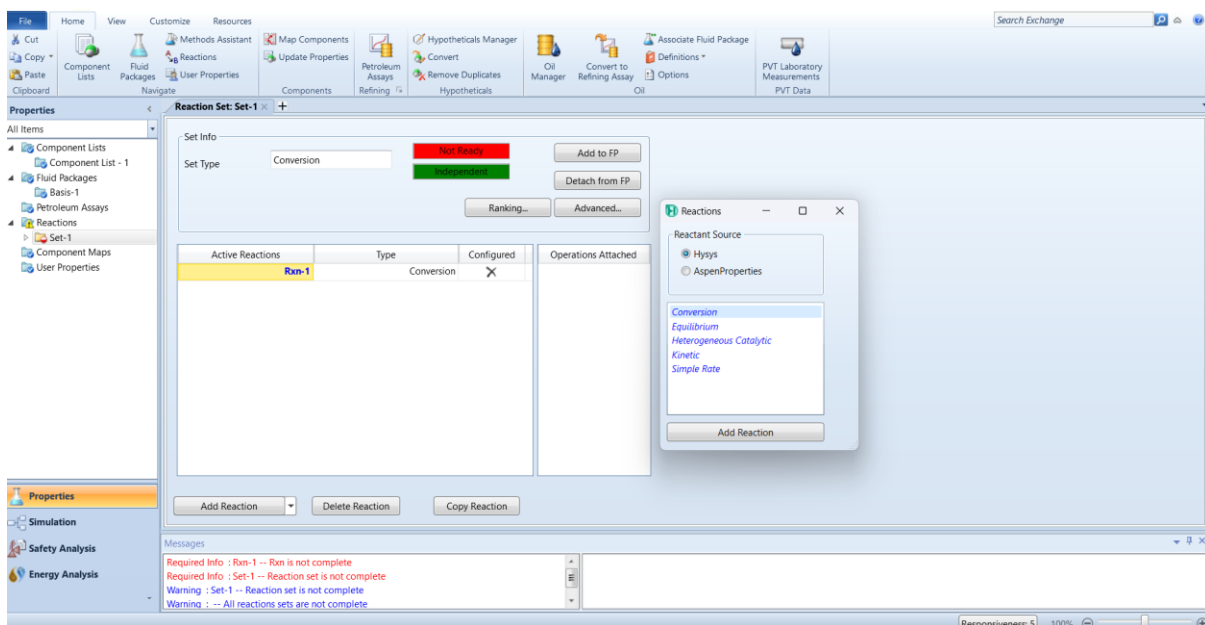 File Home View Customize Resources Search Exchange
Cut
Copy
Paste
Clipboard
Component Lists
Fluid Packages
Methods Assistant
Reactions
User Properties
Navigate
Map Components
Update Properties
Components
Petroleum Assays
Refining
Hypotheticals Manager
Convert
Remove Duplicates
Hypotheticals
Oil Manager
Convert to Refining Assay
Associate Fluid Package
Definitions
Options
Oil
PVT Laboratory Measurements
PVT Data
Properties
All Items
Component Lists
Component List - 1
Fluid Packages
Basis-1
Petroleum Assays
Reactions
Set-1
Component Maps
User Properties
Properties
Simulation
Safety Analysis
Energy Analysis
Reaction Set: Set-1
Set Info
Set Type Conversion
Not Ready
Independent
Add to FP
Detach from FP
Ranking... Advanced...
Active Reactions Type Configured Operations Attached
Rxn-1 Conversion
Add Reaction Delete Reaction Copy Reaction
Reactions
Reactant Source
Hysys
AspenProperties
Conversion
Equilibrium
Heterogeneous Catalytic
Kinetic
Simple Rate
Add Reaction
Messages
Required Info : Rxn-1 -- Rxn is not complete
Required Info : Set-1 -- Reaction set is not complete
Warning : Set-1 -- Reaction set is not complete
Warning : -- All reactions sets are not complete
Responsiveness: 5 100%